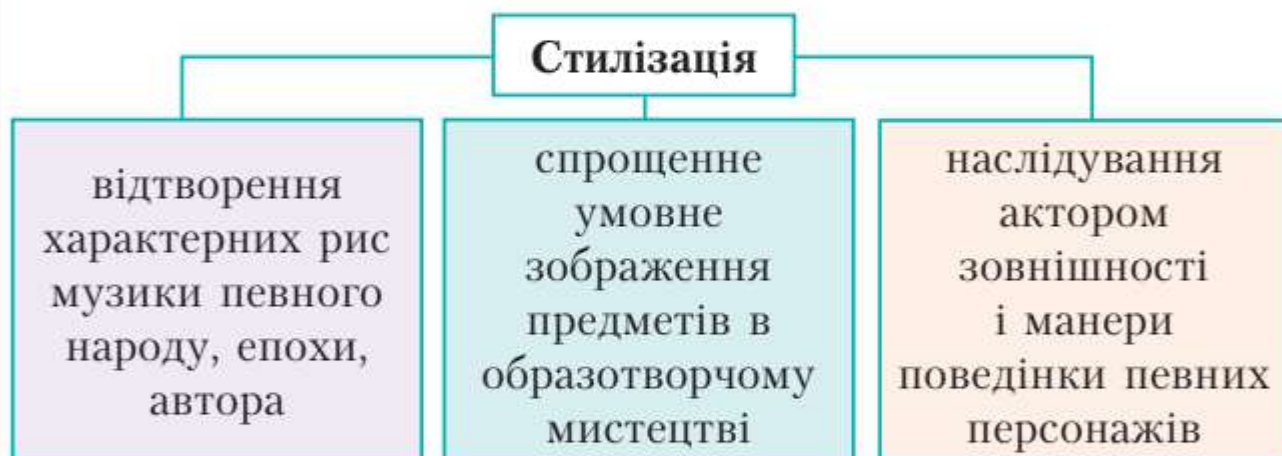 Стилізація
відтворення
характерних рис
музики певного
народу, епохи,
автора
спрощенне
умовне
зображення
предметів в
образотворчому
мистецтві
наслідування
актором
зовнішності
і манери
поведінки певних
персонажів